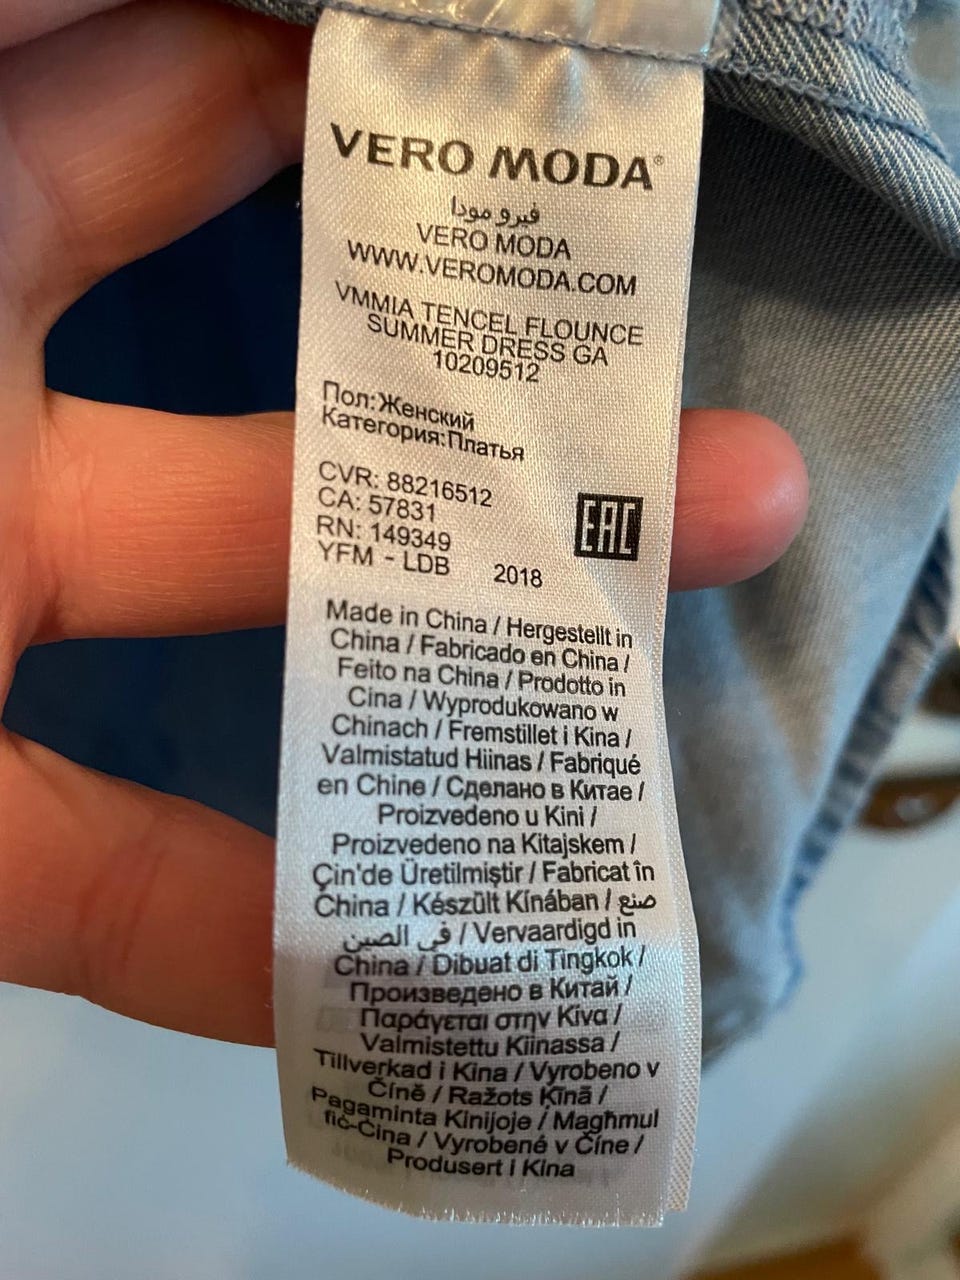 VERO MODA®
فيرو مودا
VERO MODA
WWW.VEROMODA.COM
VMMIA TENCEL FLOUNCE
SUMMER DRESS GA
10209512
Пол:Женский
Категория:Платья
CVR: 88216512
CA: 57831
RN: 149349
YFM - LDB 2018
EAC
Made in China / Hergestellt in
China / Fabricado en China /
Feito na China / Prodotto in
Cina / Wyprodukowano w
Chinach / Fremstillet i Kina /
Valmistatud Hiinas / Fabriqué
en Chine / Сделано в Китае /
Proizvedeno u Kini /
Proizvedeno na Kitajskem /
Çin'de Üretilmiştir / Fabricat în
China / Készült Kínában / صنع
في الصين / Vervaardigd in
China / Dibuat di Tingkok /
Произведено в Китай /
Παράγεται στην Κίνα /
Valmistettu Kiinassa /
Tillverkad i Kina / Vyrobeno v
Číně / Ražots Ķīnā /
Pagaminta Kinijoje / Magħmul
fiċ-Ċina / Vyrobené v Číne /
Produsert i Kina